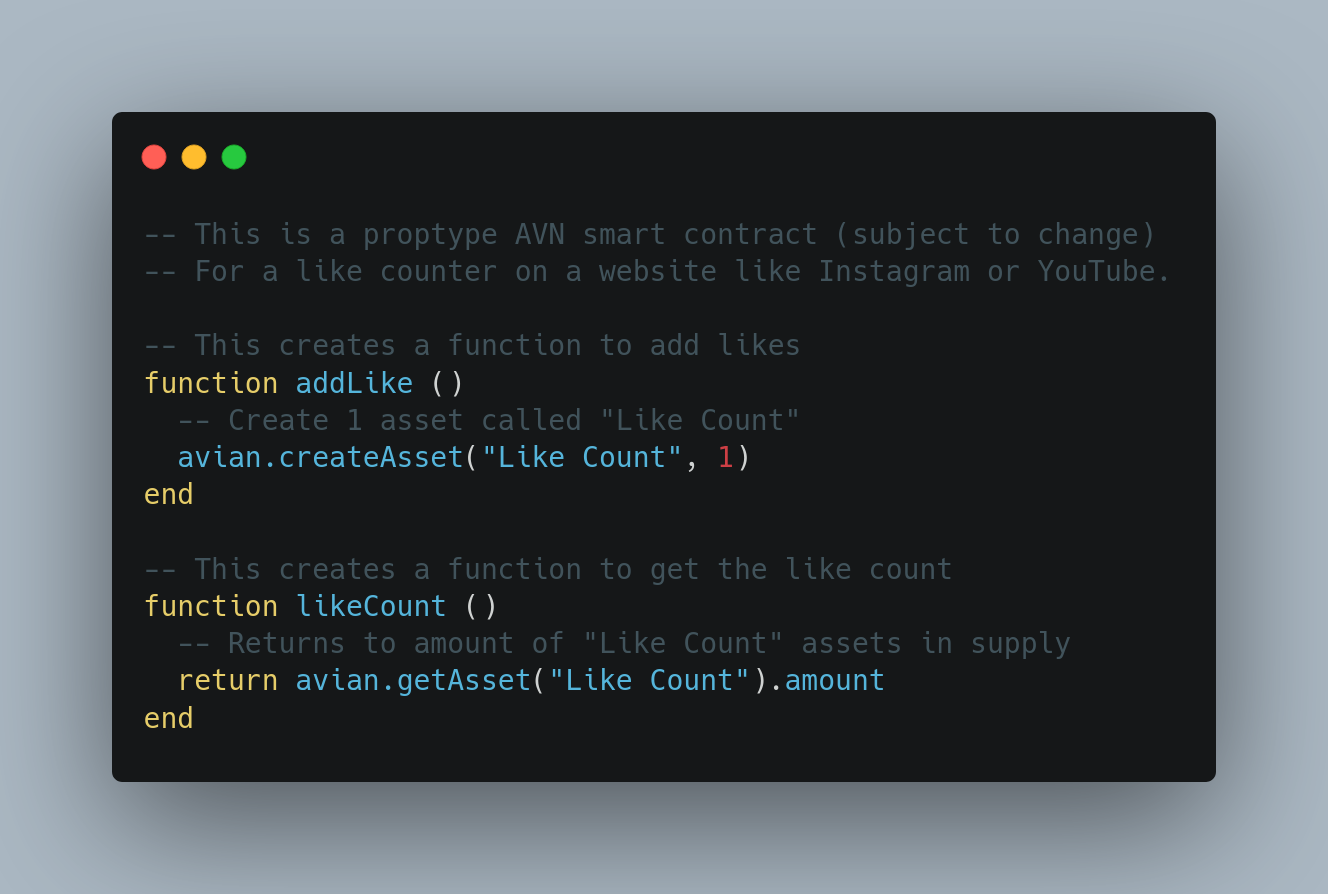 -- This is a proptype AVN smart contract (subject to change)
-- For a like counter on a website like Instagram or YouTube.
-- This creates a function to add likes
function addLike ()
-- Create 1 asset called "Like Count"
avian.createAsset("Like Count", 1)
end
-- This creates a function to get the like count
function likeCount ()
-- Returns to amount of "Like Count" assets in supply
return avian.getAsset("Like Count").amount
end